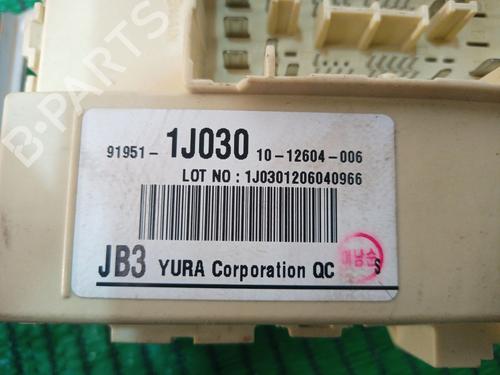 B-PARTS
91951- 1J030 10-12604-006
LOT NO : 1J0301206040966
JB3 YURA Corporation QC S